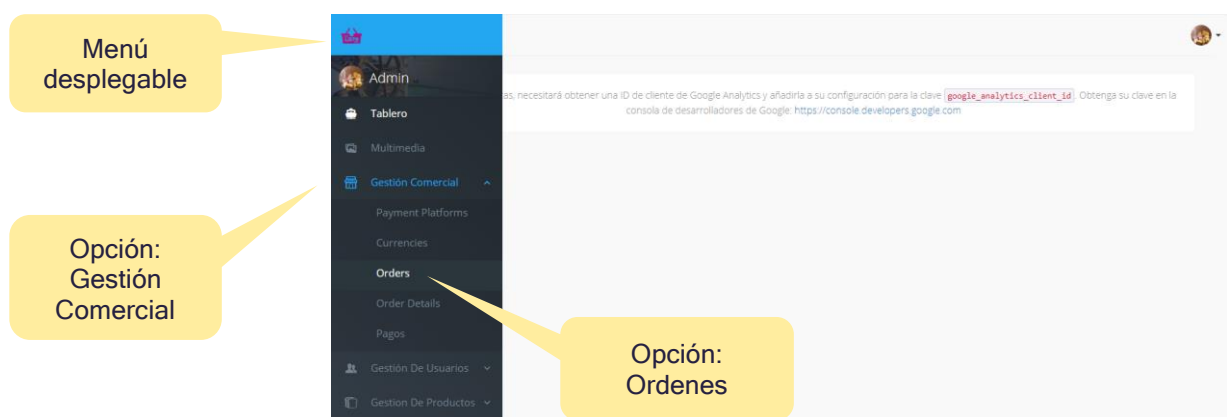 Menú
desplegable
Admin
as, necesitará obtener una ID de cliente de Google Analytics y añadirla a su configuración para la clave google_analytics_client_id. Obtenga su clave en la
consola de desarrolladores de Google: https://console.developers.google.com
Tablero
Multimedia
Gestión Comercial
Payment Platforms
Currencies
Orders
Order Details
Pagos
Gestión De Usuarios
Gestion De Productos
Opción:
Gestión
Comercial
Opción:
Ordenes